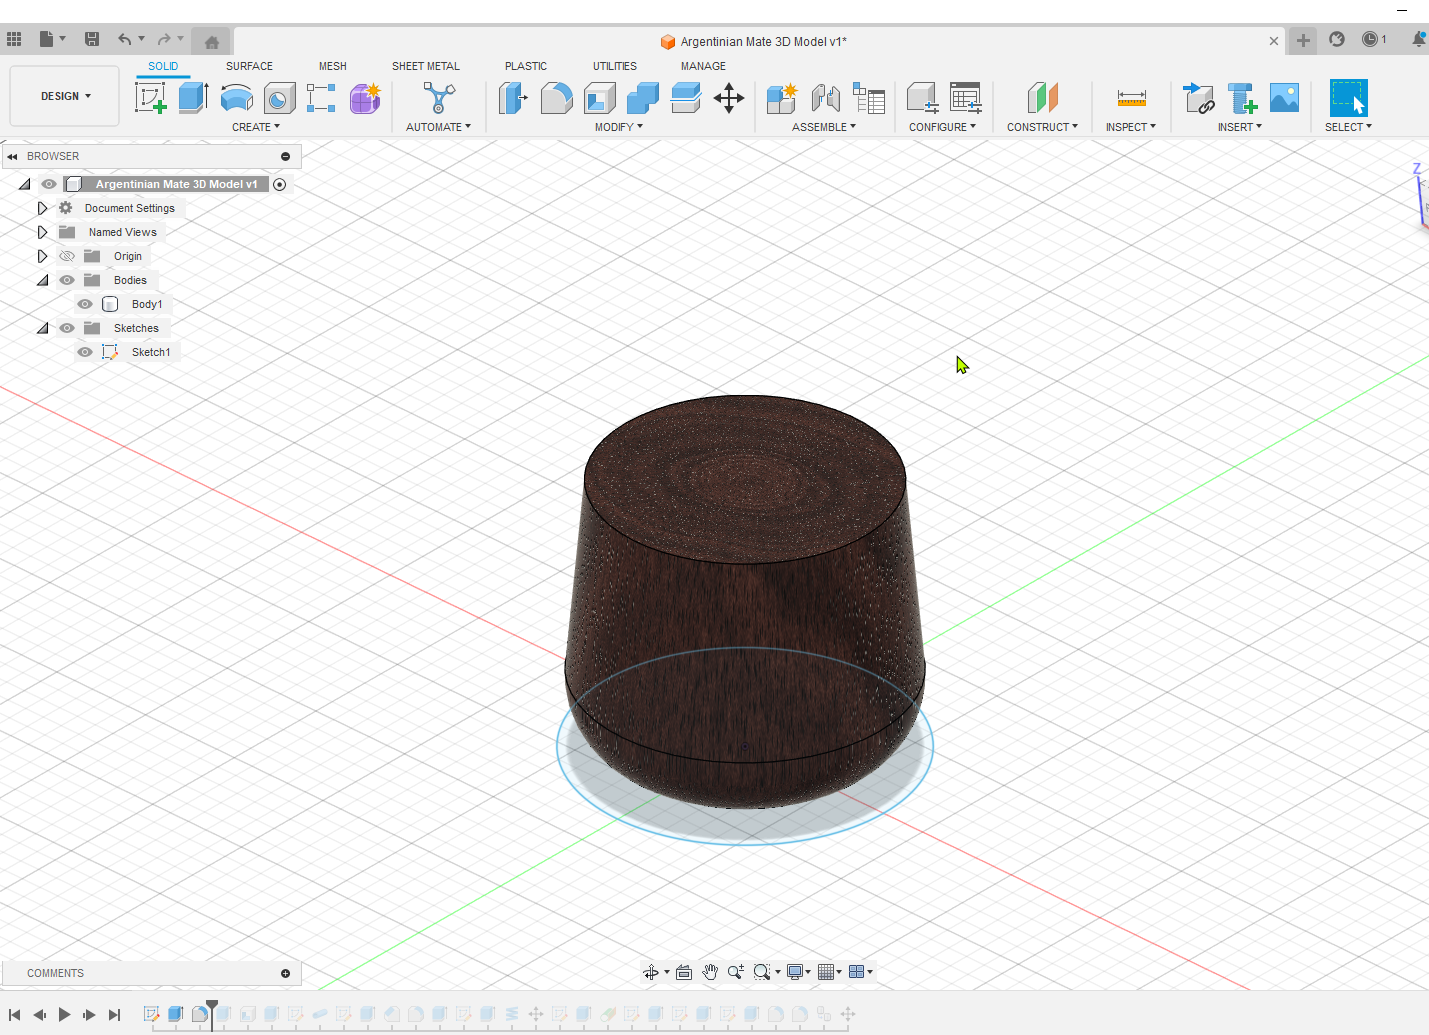 Argentinian Mate 3D Model v1*
1
SOLID SURFACE MESH SHEET METAL PLASTIC UTILITIES MANAGE
DESIGN
CREATE AUTOMATE MODIFY ASSEMBLE CONFIGURE CONSTRUCT INSPECT INSERT SELECT
BROWSER
Argentinian Mate 3D Model v1
Document Settings
Named Views
Origin
Bodies
Body1
Sketches
Sketch1
Z
COMMENTS